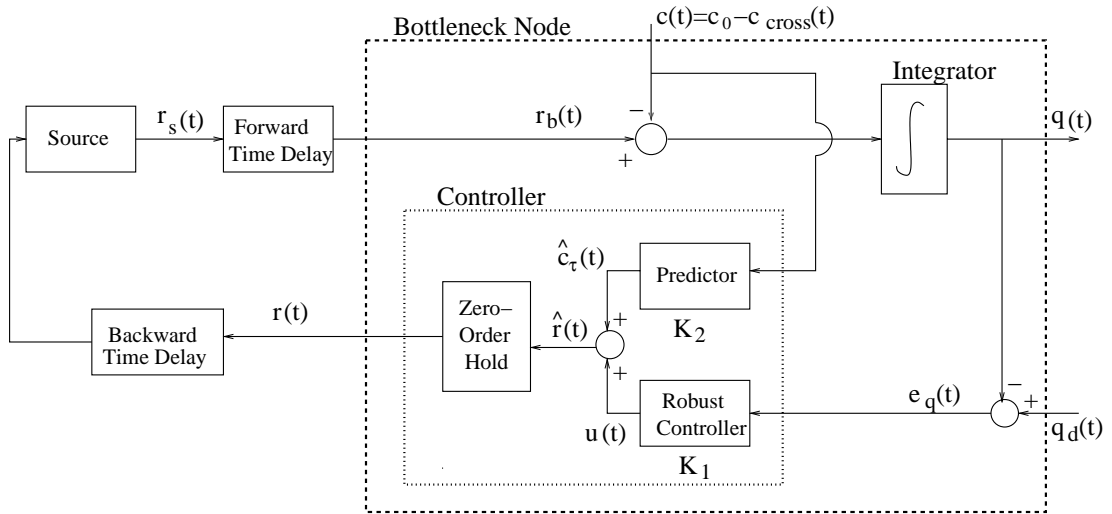 c(t)=c₀−c cross(t)
Bottleneck Node
Integrator
Source
r_s(t)
Forward
Time Delay
r_b(t)
−
+
∫
q(t)
Controller
ĉ_τ(t)
Predictor
K₂
Zero−
Order
Hold
r(t)
r̂(t)
+
+
Backward
Time Delay
Robust
Controller
K₁
u(t)
e_q(t)
−
+
q_d(t)